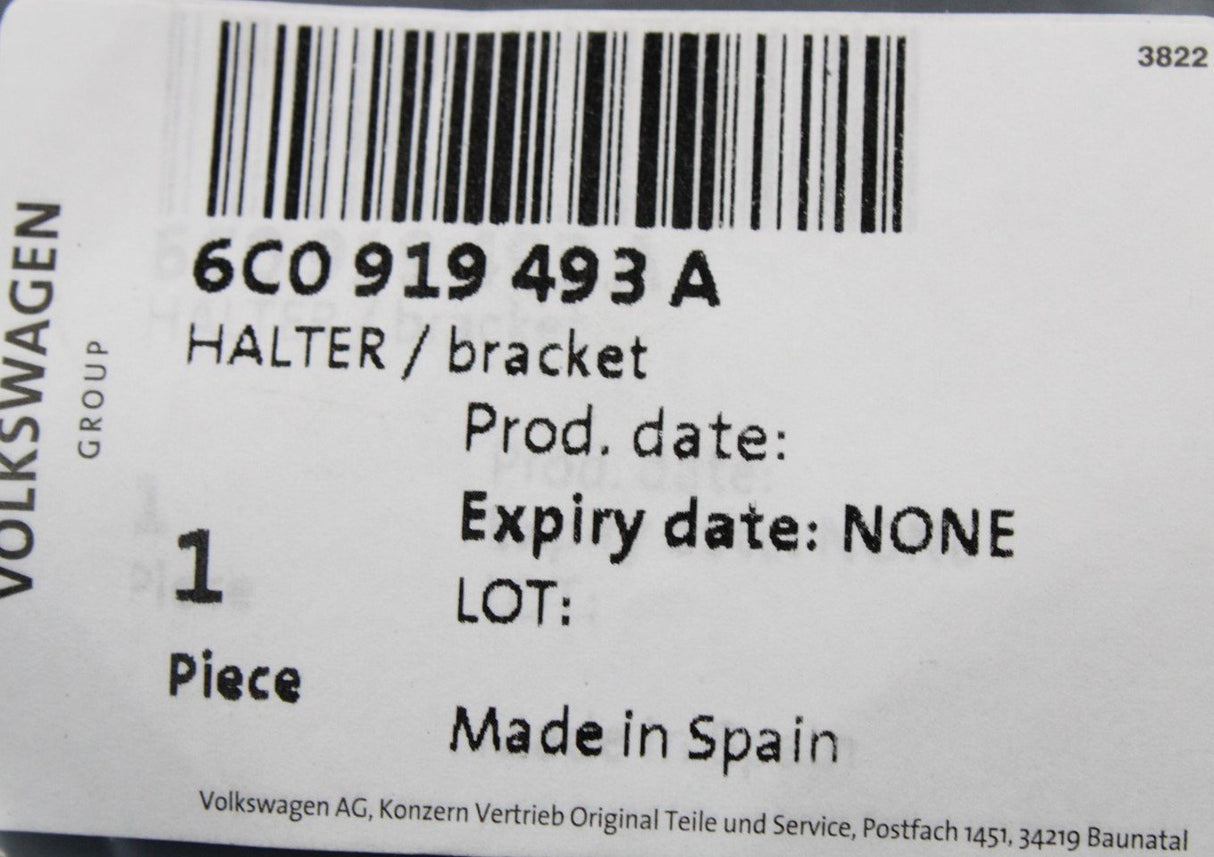 3822
6C0 919 493 A
HALTER / bracket
Prod. date:
Expiry date: NONE
1
LOT:
Piece
Made in Spain
Volkswagen AG, Konzern Vertrieb Original Teile und Service, Postfach 1451, 34219 Baunatal
VOLKSWAGEN
GROUP